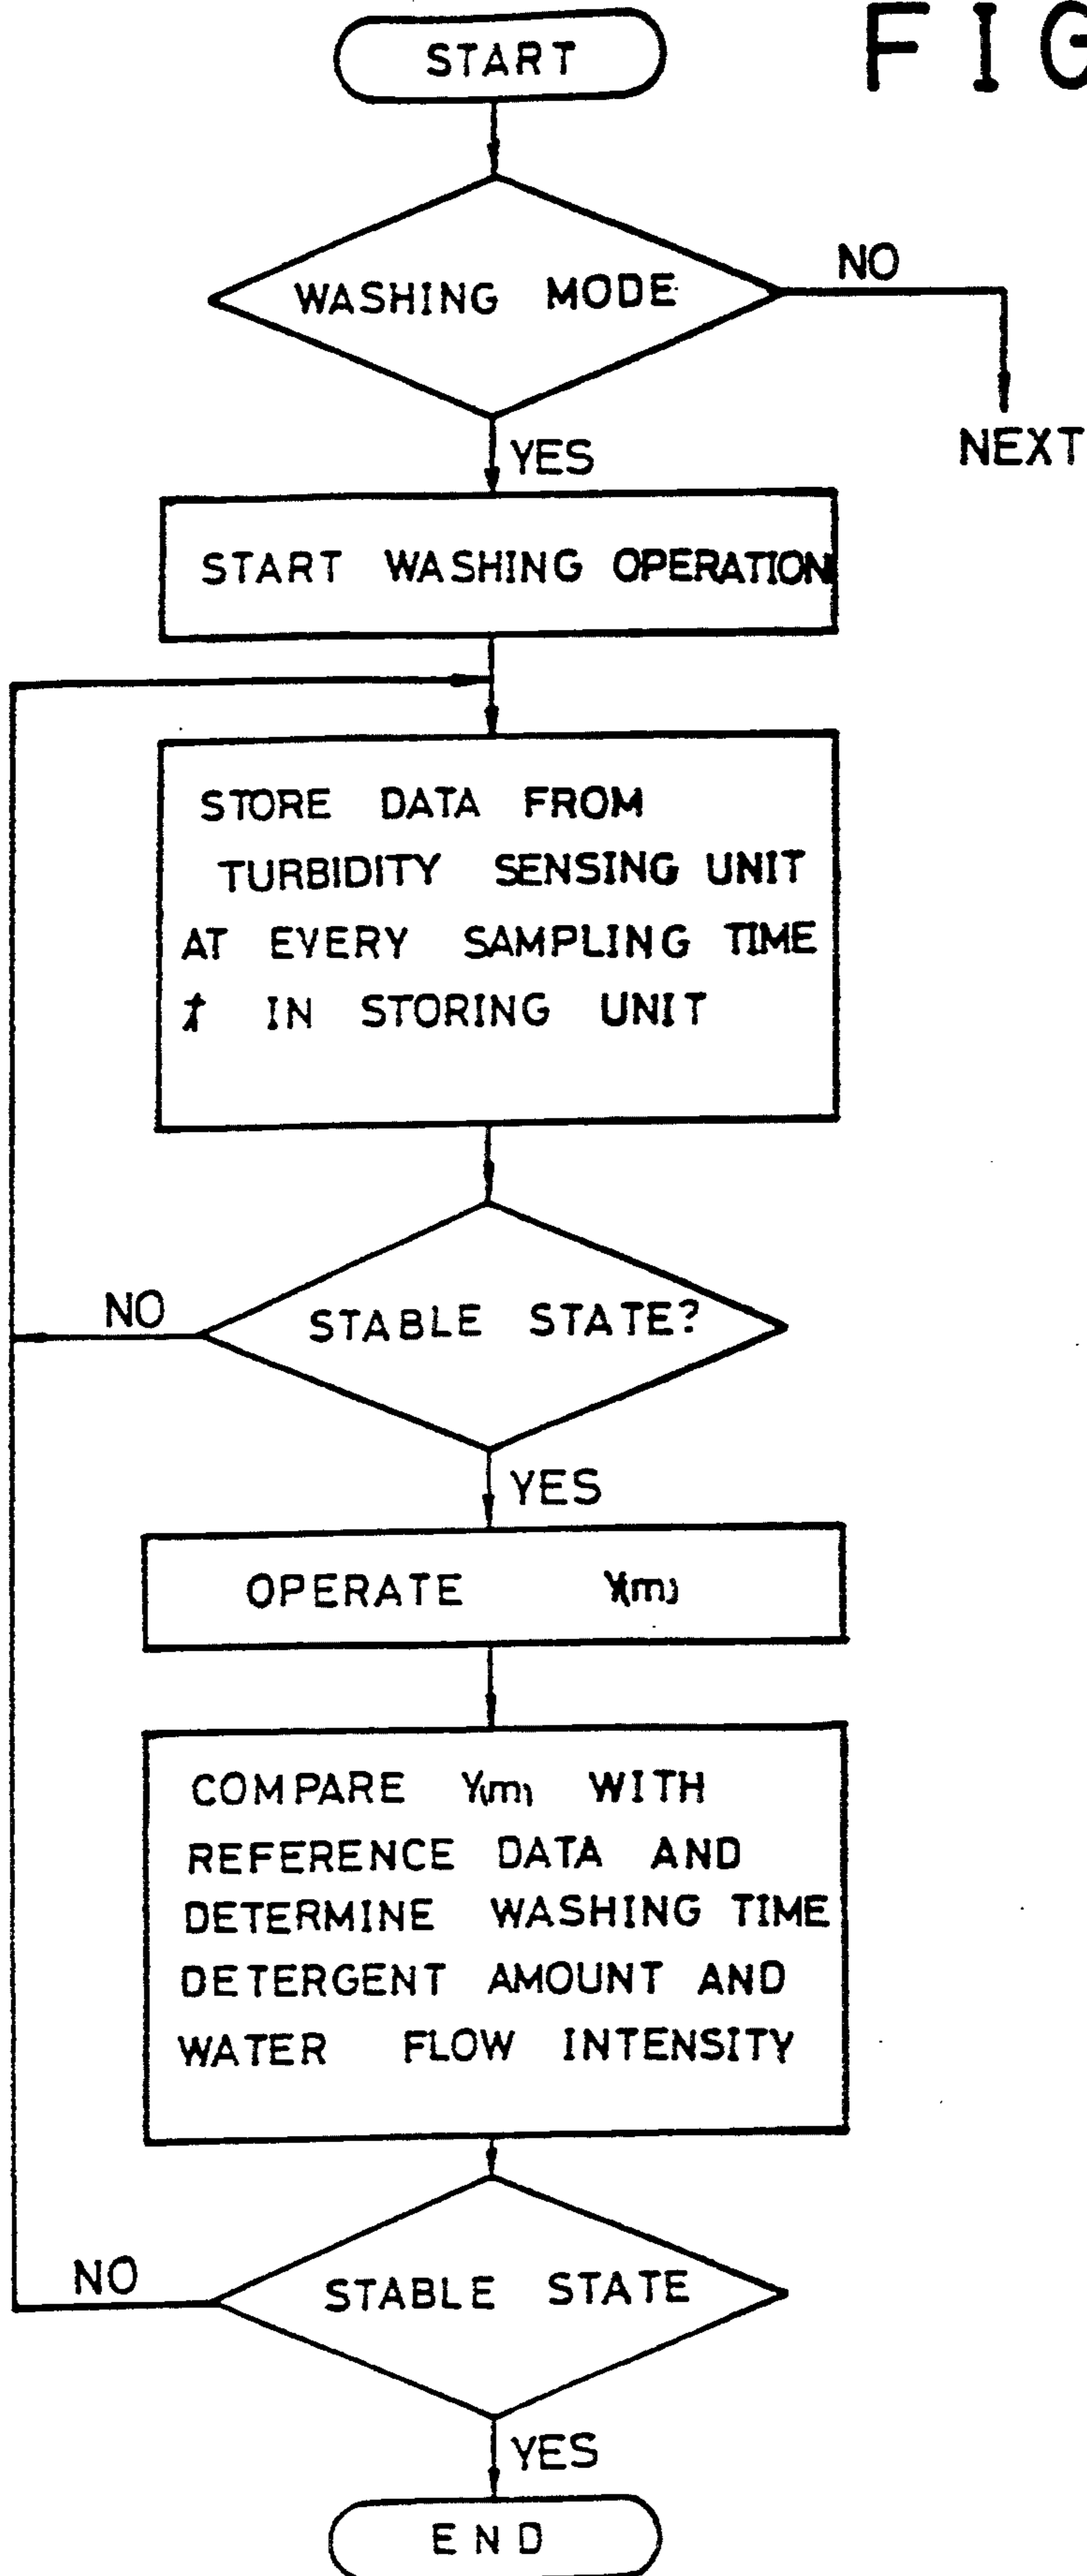 FIG
START
WASHING MODE
NO
NEXT
YES
START WASHING OPERATION
STORE DATA FROM
TURBIDITY SENSING UNIT
AT EVERY SAMPLING TIME
t IN STORING UNIT
STABLE STATE?
NO
YES
OPERATE Y(m)
COMPARE Y(m) WITH
REFERENCE DATA AND
DETERMINE WASHING TIME
DETERGENT AMOUNT AND
WATER FLOW INTENSITY
STABLE STATE
NO
YES
END